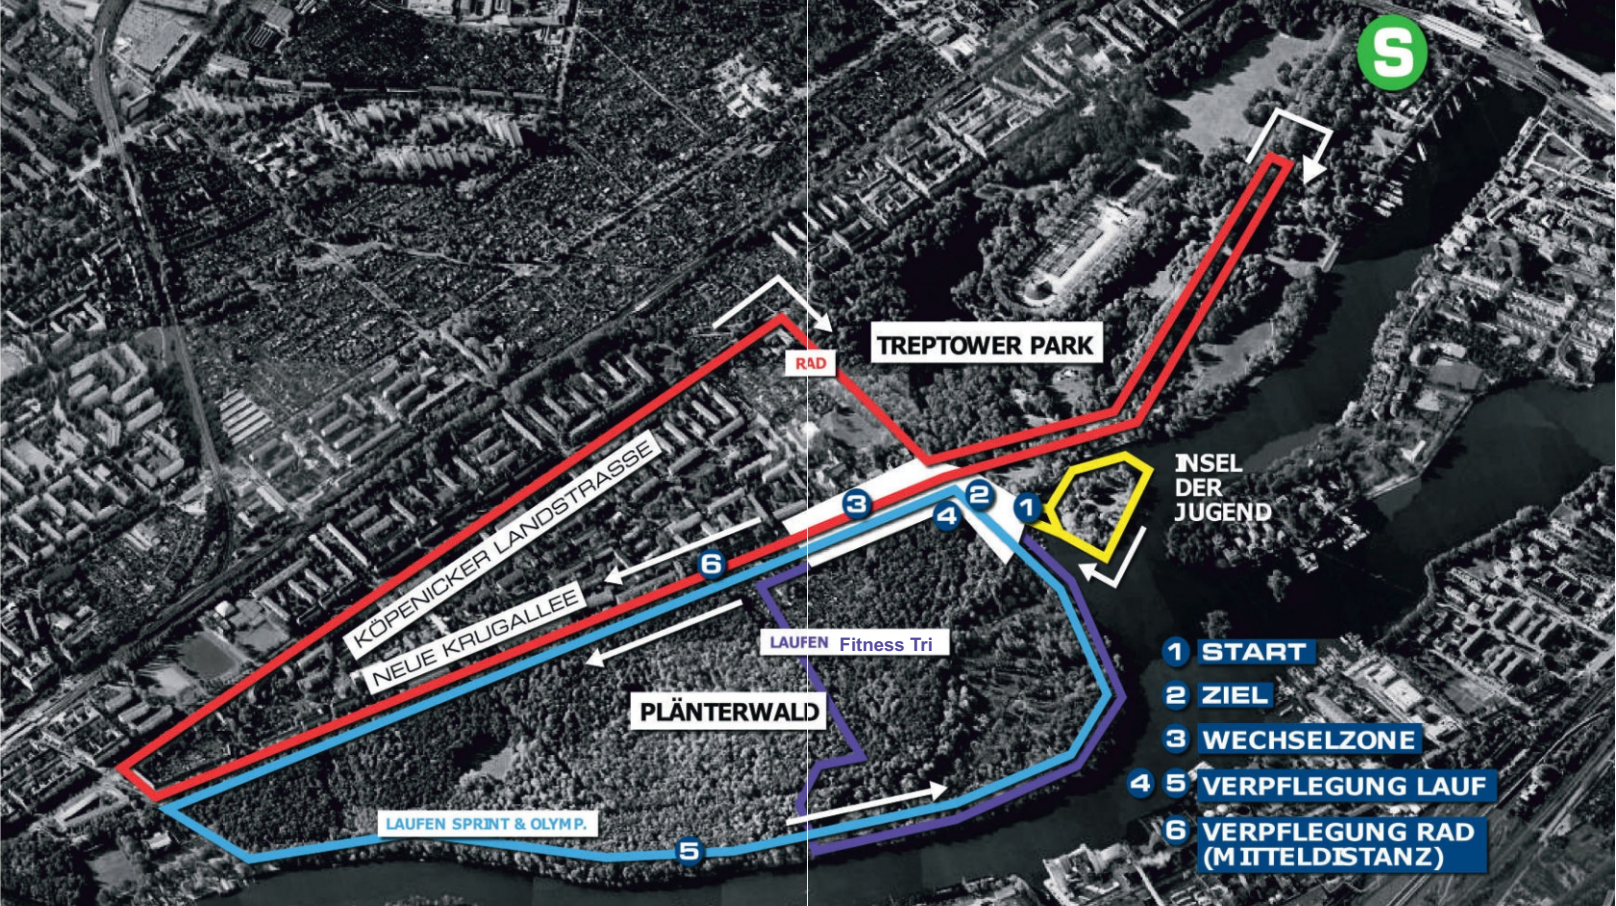 S
TREPTOWER PARK
RAD
KÖPENICKER LANDSTRASSE
NEUE KRUGALLEE
INSEL
DER
JUGEND
3
2
4
1
6
LAUFEN Fitness Tri
PLÄNTERWALD
LAUFEN SPRINT & OLYMP.
5
1 START
2 ZIEL
3 WECHSELZONE
4 5 VERPFLEGUNG LAUF
6 VERPFLEGUNG RAD
(MITTELDISTANZ)